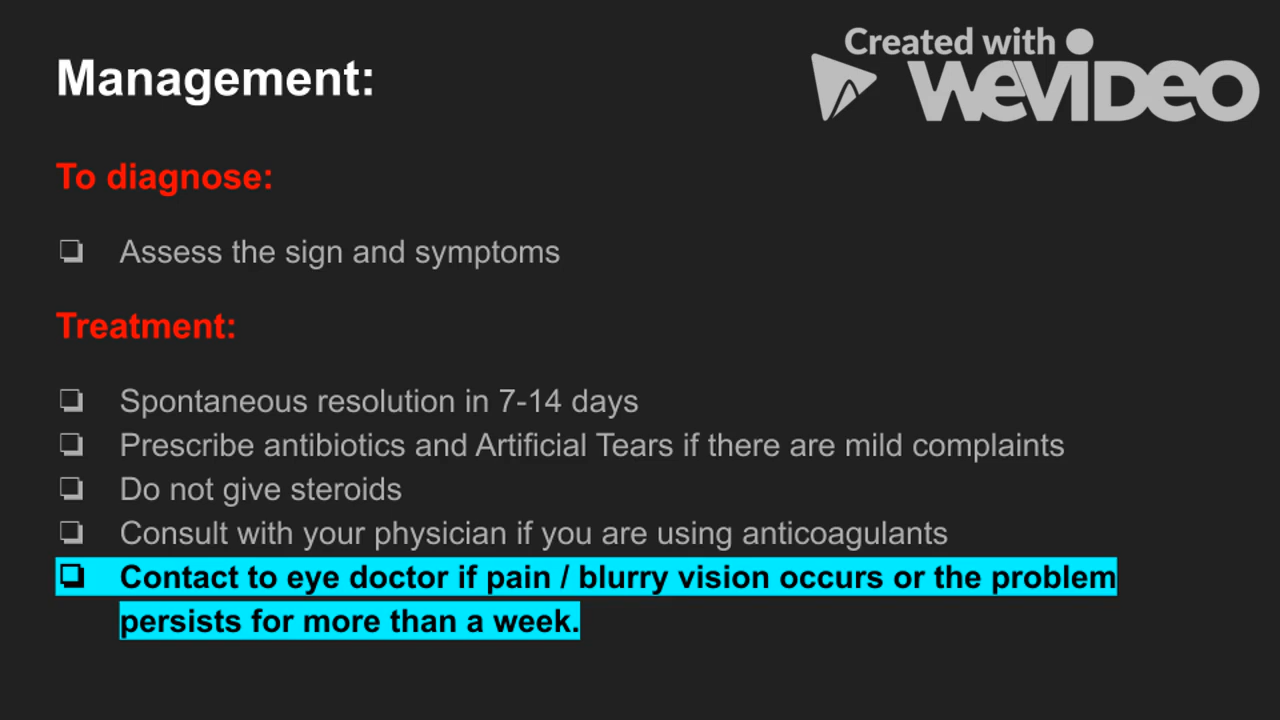 Created with
WEVIDEO
Management:
To diagnose:
❏ Assess the sign and symptoms
Treatment:
❏ Spontaneous resolution in 7-14 days
❏ Prescribe antibiotics and Artificial Tears if there are mild complaints
❏ Do not give steroids
❏ Consult with your physician if you are using anticoagulants
❏ Contact to eye doctor if pain / blurry vision occurs or the problem
persists for more than a week.